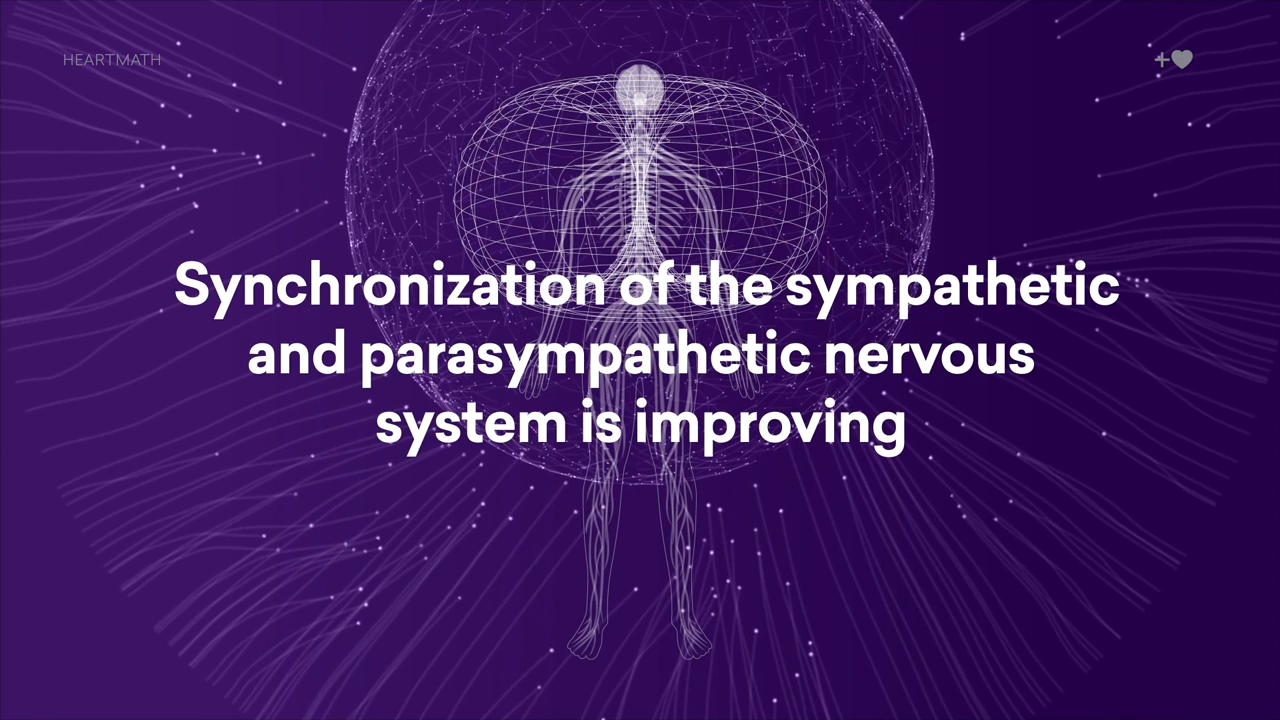 HEARTMATH
+
Synchronization of the sympathetic
and parasympathetic nervous
system is improving